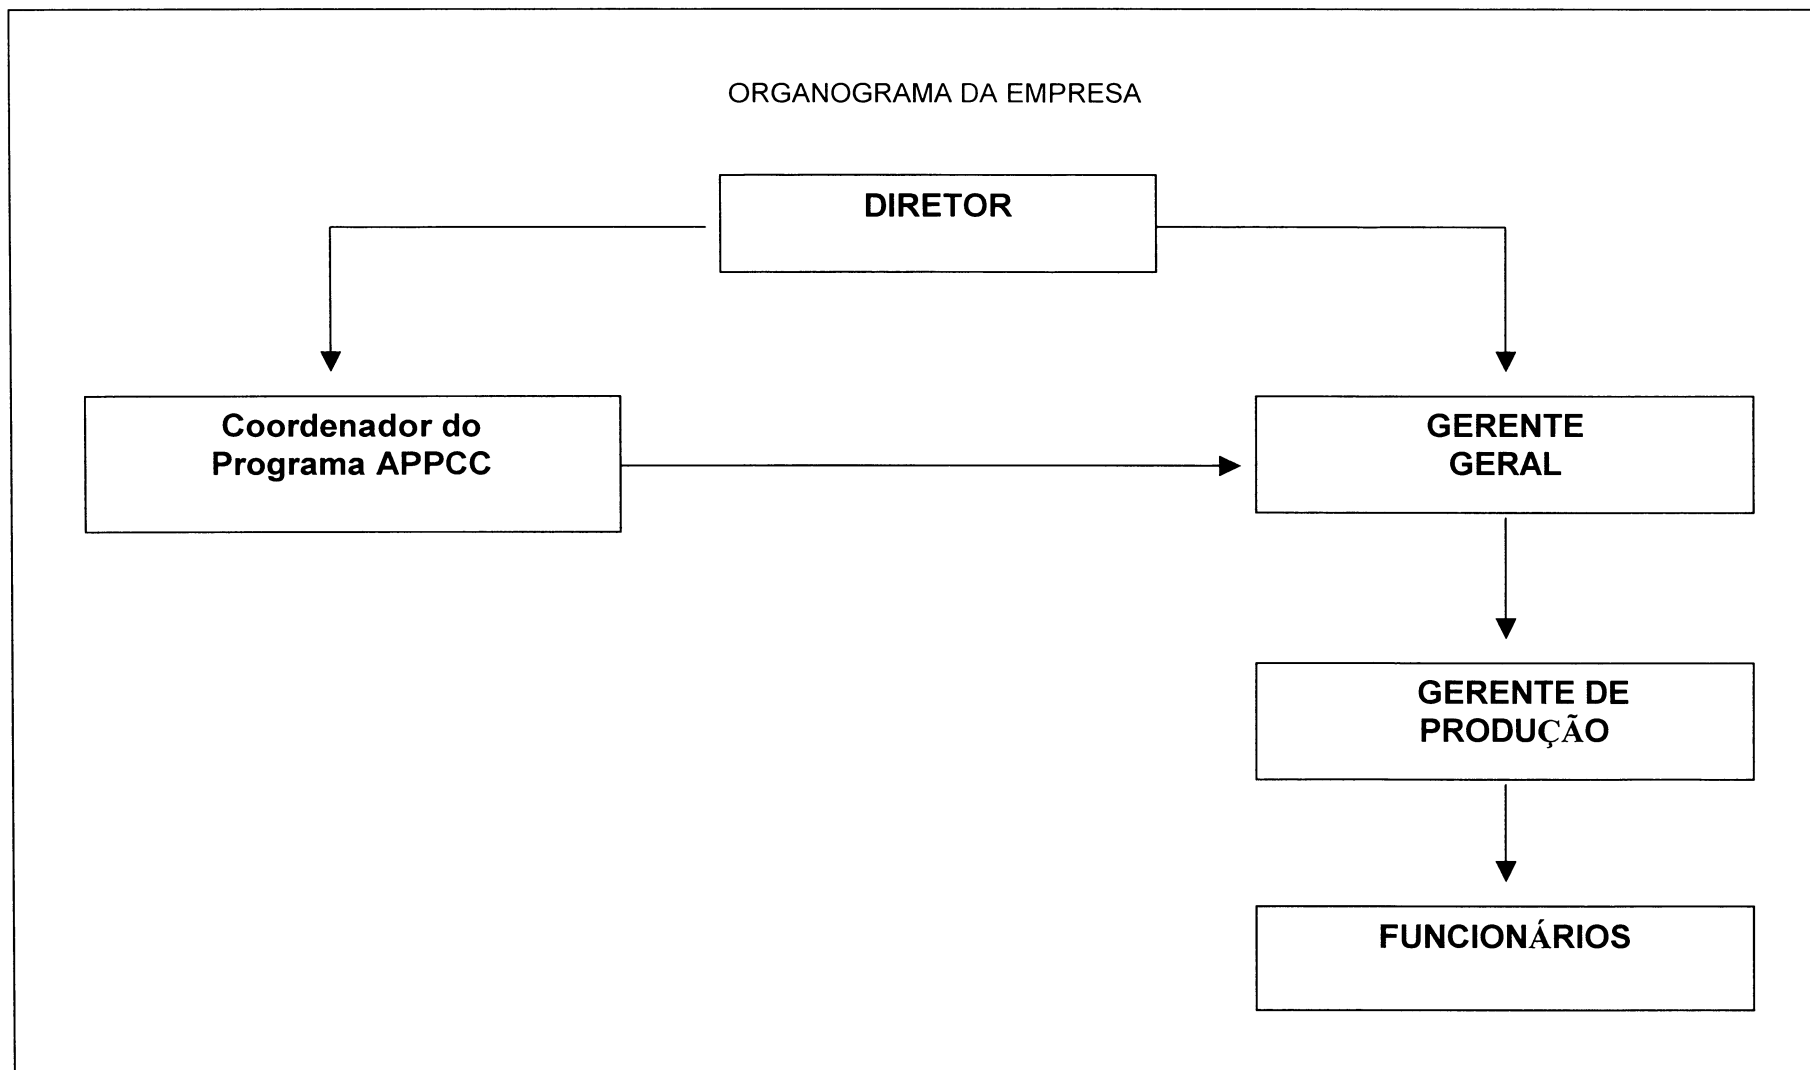 ORGANOGRAMA DA EMPRESA
DIRETOR
Coordenador do
Programa APPCC
GERENTE
GERAL
GERENTE DE
PRODUÇÃO
FUNCIONÁRIOS